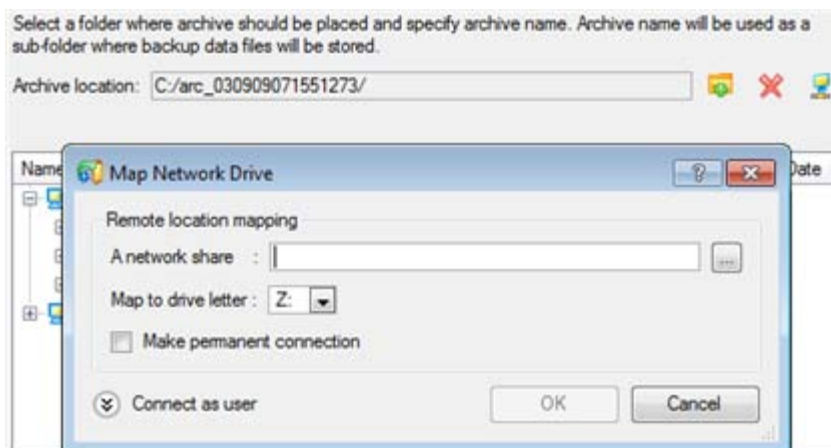 Select a folder where archive should be placed and specify archive name. Archive name will be used as a
sub-folder where backup data files will be stored.
Archive location: C:/arc_030909071551273/
Name
Date
Map Network Drive
Remote location mapping
A network share :
...
Map to drive letter : Z:
Make permanent connection
Connect as user
OK
Cancel